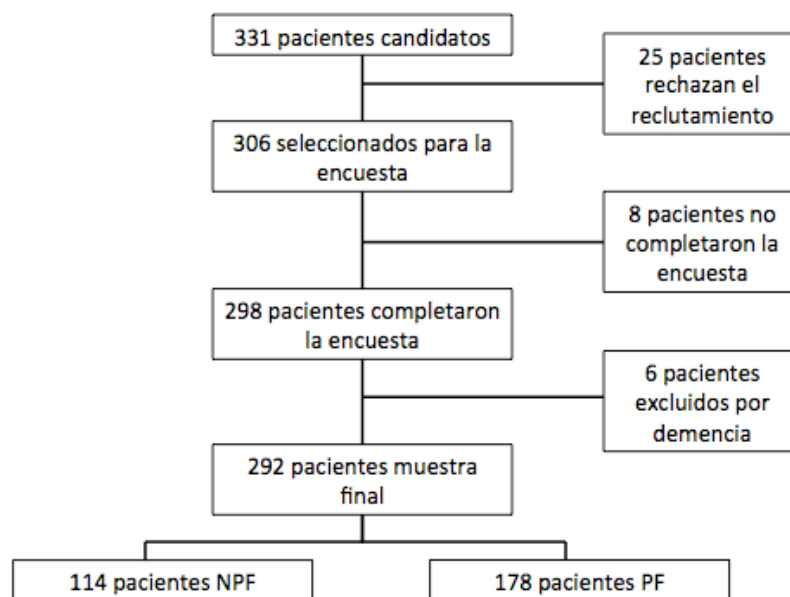 331 pacientes candidatos
25 pacientes
rechazan el
reclutamiento
306 seleccionados para la
encuesta
8 pacientes no
completaron la
encuesta
298 pacientes completaron
la encuesta
6 pacientes
excluidos por
demencia
292 pacientes muestra
final
114 pacientes NPF
178 pacientes PF